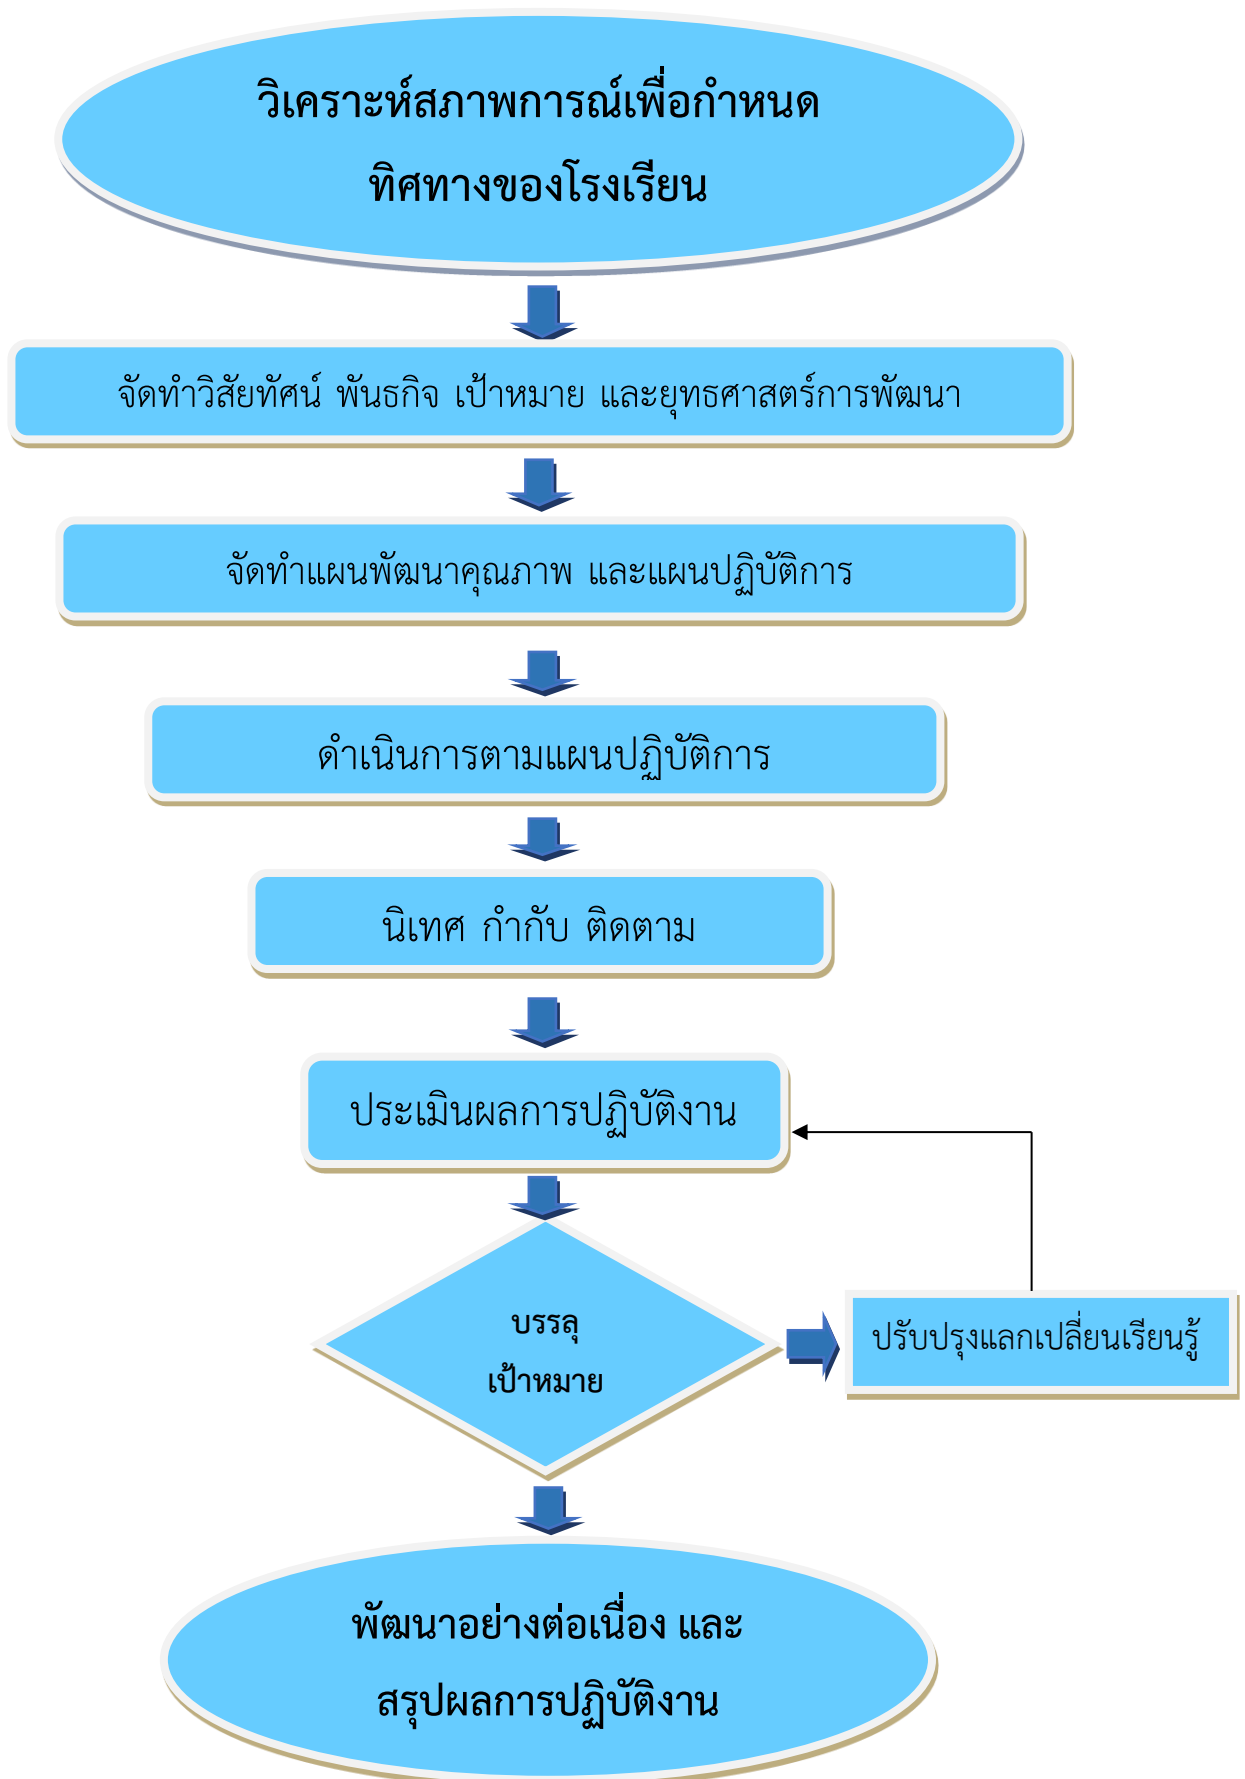 วิเคราะห์สภาพการณ์เพื่อกำหนด
ทิศทางของโรงเรียน
จัดทำวิสัยทัศน์ พันธกิจ เป้าหมาย และยุทธศาสตร์การพัฒนา
จัดทำแผนพัฒนาคุณภาพ และแผนปฏิบัติการ
ดำเนินการตามแผนปฏิบัติการ
นิเทศ กำกับ ติดตาม
ประเมินผลการปฏิบัติงาน
บรรลุ
เป้าหมาย
ปรับปรุงแลกเปลี่ยนเรียนรู้
พัฒนาอย่างต่อเนื่อง และ
สรุปผลการปฏิบัติงาน